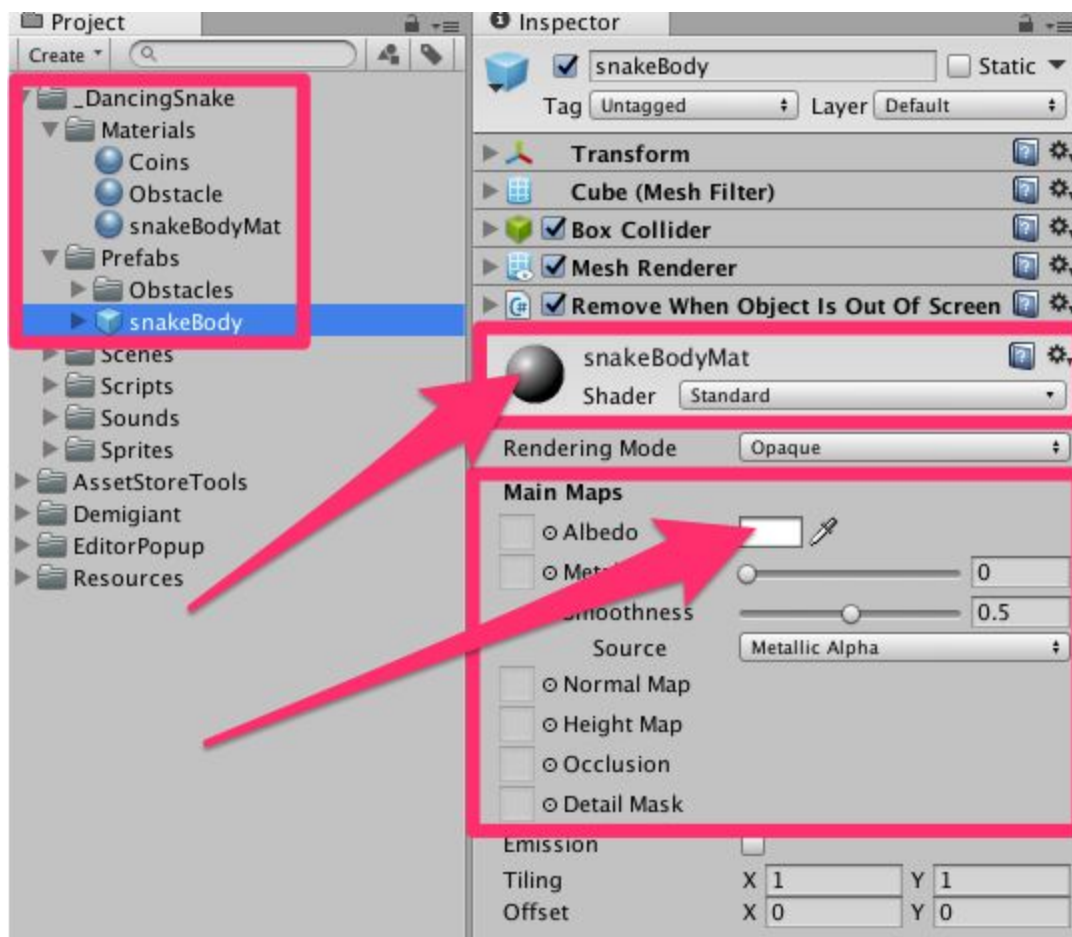 Project
Create
_DancingSnake
Materials
Coins
Obstacle
snakeBodyMat
Prefabs
Obstacles
snakeBody
Scenes
Scripts
Sounds
Sprites
AssetStoreTools
Demigiant
EditorPopup
Resources
Inspector
snakeBody Static
Tag Untagged Layer Default
Transform
Cube (Mesh Filter)
Box Collider
Mesh Renderer
Remove When Object Is Out Of Screen
snakeBodyMat
Shader Standard
Rendering Mode Opaque
Main Maps
Albedo
0
Smoothness 0.5
Source Metallic Alpha
Normal Map
Height Map
Occlusion
Detail Mask
Emission
Tiling X 1 Y 1
Offset X 0 Y 0